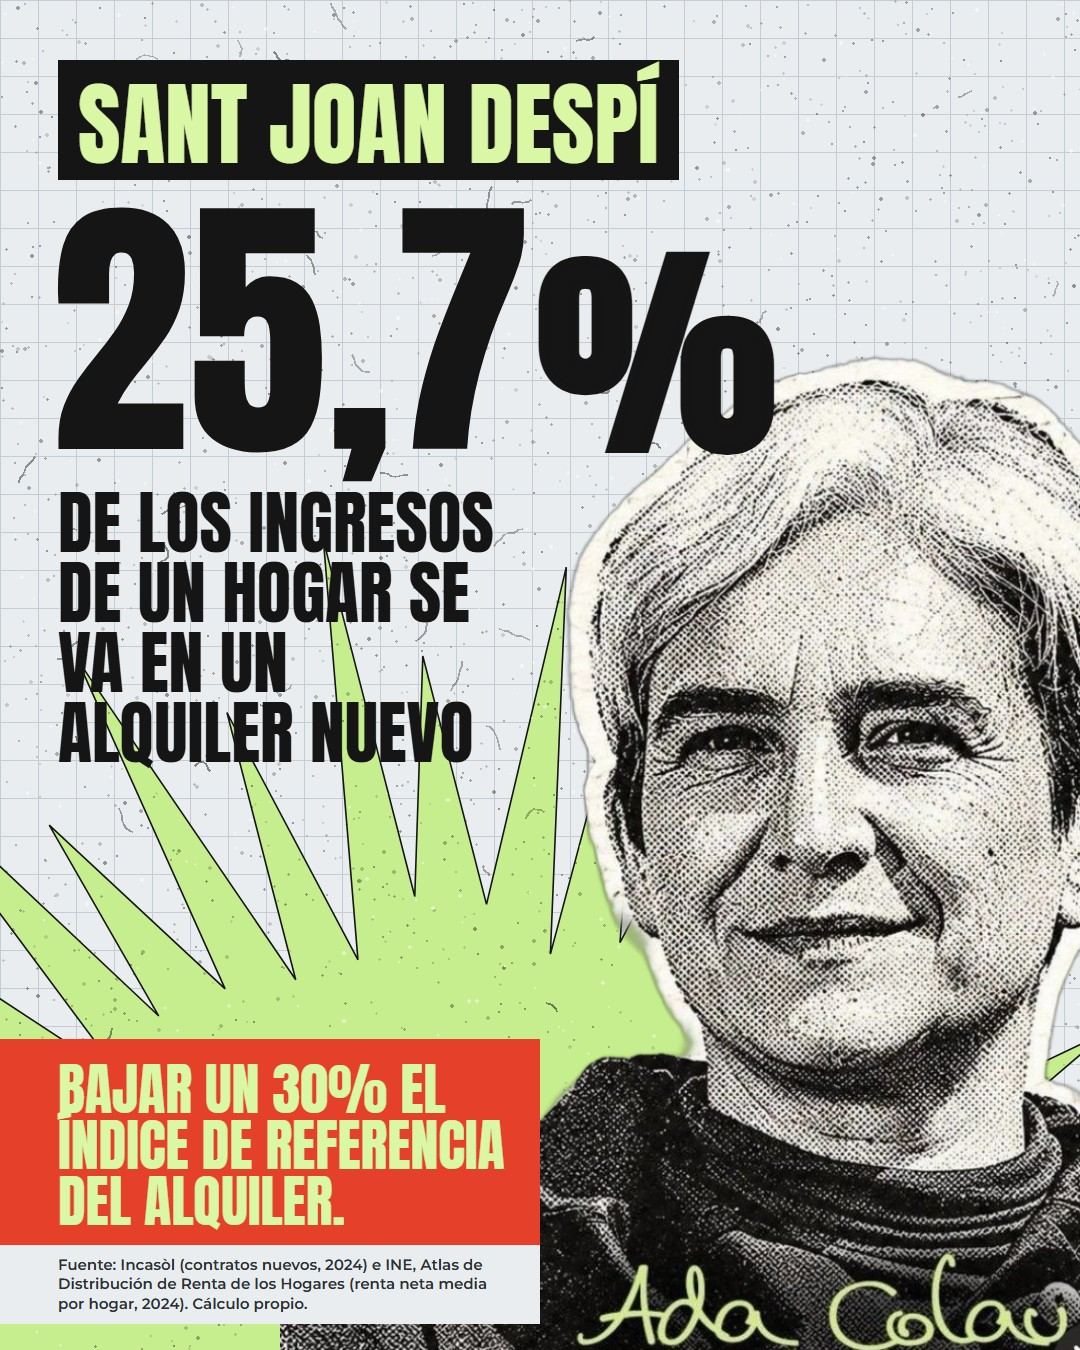 SANT JOAN DESPÍ
25,7%
DE LOS INGRESOS
DE UN HOGAR SE
VA EN UN
ALQUILER NUEVO
BAJAR UN 30% EL
ÍNDICE DE REFERENCIA
DEL ALQUILER.
Fuente: Incasòl (contratos nuevos, 2024) e INE, Atlas de
Distribución de Renta de los Hogares (renta neta media
por hogar, 2024). Cálculo propio.
Ada Colau